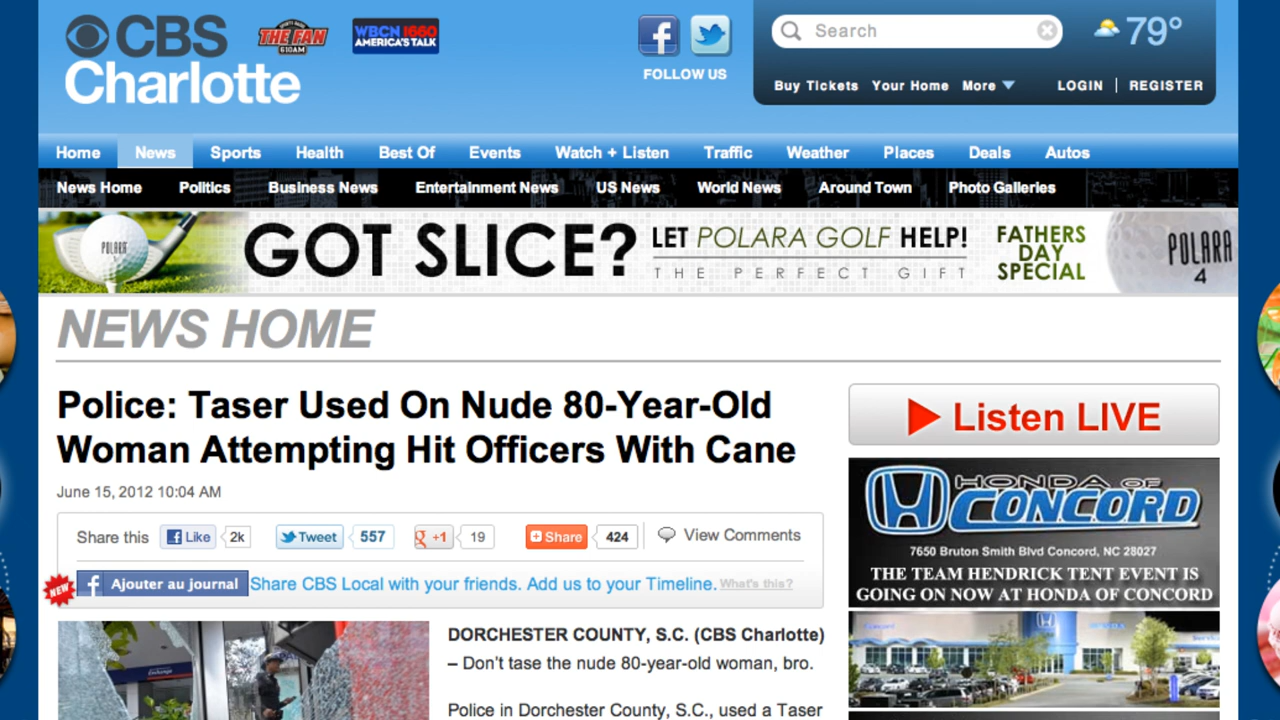 CBS
Charlotte
THE FAN
610AM
WBCN 1660
AMERICA'S TALK
FOLLOW US
Search
79°
Buy Tickets Your Home More
LOGIN | REGISTER
Home News Sports Health Best Of Events Watch + Listen Traffic Weather Places Deals Autos
News Home Politics Business News Entertainment News US News World News Around Town Photo Galleries
POLARA
GOT SLICE?
LET POLARA GOLF HELP!
THE PERFECT GIFT
FATHERS
DAY
SPECIAL
POLARA
4
NEWS HOME
Police: Taser Used On Nude 80-Year-Old
Woman Attempting Hit Officers With Cane
June 15, 2012 10:04 AM
Share this Like 2k Tweet 557 +1 19 Share 424 View Comments
NEW
Ajouter au journal Share CBS Local with your friends. Add us to your Timeline. What's this?
DORCHESTER COUNTY, S.C. (CBS Charlotte)
– Don't tase the nude 80-year-old woman, bro.
Police in Dorchester County, S.C., used a Taser
Listen LIVE
HONDA OF
CONCORD
7650 Bruton Smith Blvd Concord, NC 28027
THE TEAM HENDRICK TENT EVENT IS
GOING ON NOW AT HONDA OF CONCORD